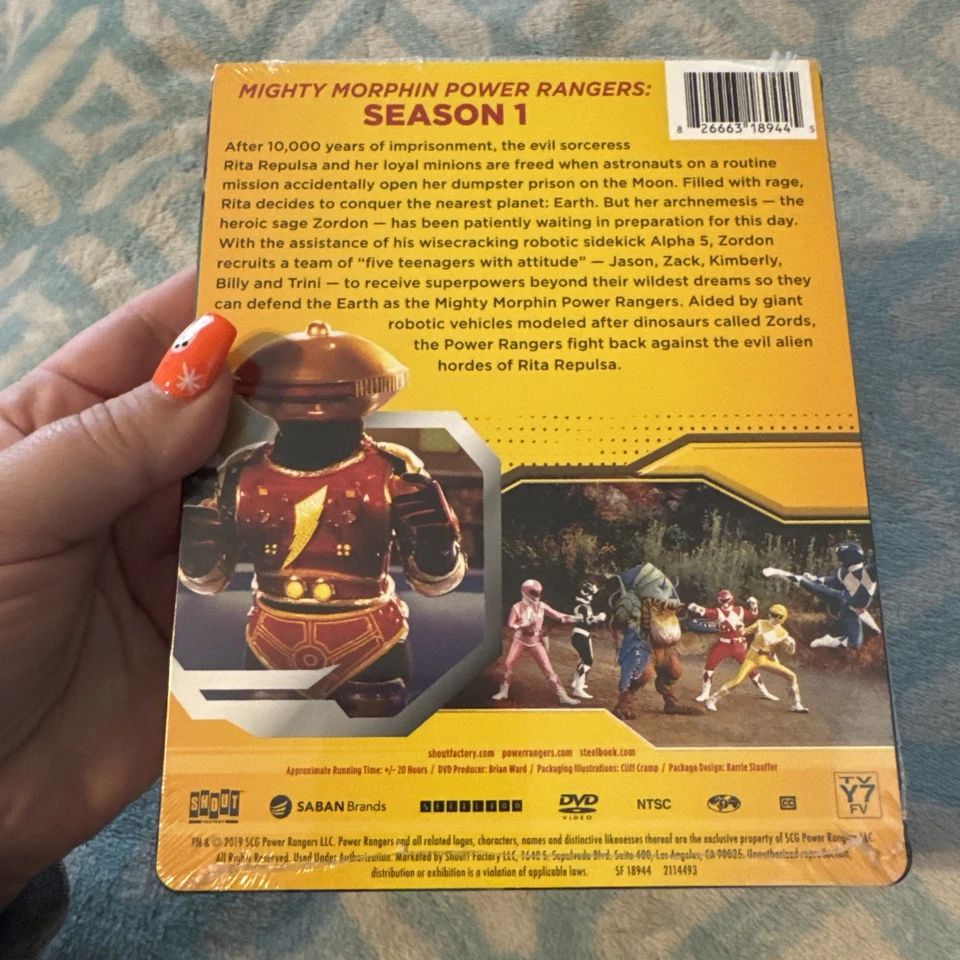 MIGHTY MORPHIN POWER RANGERS:
SEASON 1
8 26663 18944 5
After 10,000 years of imprisonment, the evil sorceress
Rita Repulsa and her loyal minions are freed when astronauts on a routine
mission accidentally open her dumpster prison on the Moon. Filled with rage,
Rita decides to conquer the nearest planet: Earth. But her archnemesis — the
heroic sage Zordon — has been patiently waiting in preparation for this day.
With the assistance of his wisecracking robotic sidekick Alpha 5, Zordon
recruits a team of "five teenagers with attitude" — Jason, Zack, Kimberly,
Billy and Trini — to receive superpowers beyond their wildest dreams so they
can defend the Earth as the Mighty Morphin Power Rangers. Aided by giant
robotic vehicles modeled after dinosaurs called Zords,
the Power Rangers fight back against the evil alien
hordes of Rita Repulsa.
shoutfactory.com powerrangers.com steelbook.com
Approximate Running Time: +/- 20 Hours / DVD Producer: Brian Ward / Packaging Illustrations: Cliff Cramp / Package Design: Karrie Stouffer
SHOUT FACTORY SABAN Brands STEELBOOK DVD VIDEO NTSC CC TV Y7 FV
TM & © 2019 SCG Power Rangers LLC. Power Rangers and all related logos, characters, names and distinctive likenesses thereof are the exclusive property of SCG Power Rangers LLC.
All Rights Reserved. Used Under Authorization. Marketed by Shout! Factory LLC, 1640 S. Sepulveda Blvd, Suite 400, Los Angeles, CA 90025. Unauthorized reproduction,
distribution or exhibition is a violation of applicable laws. SF 18944 2114493